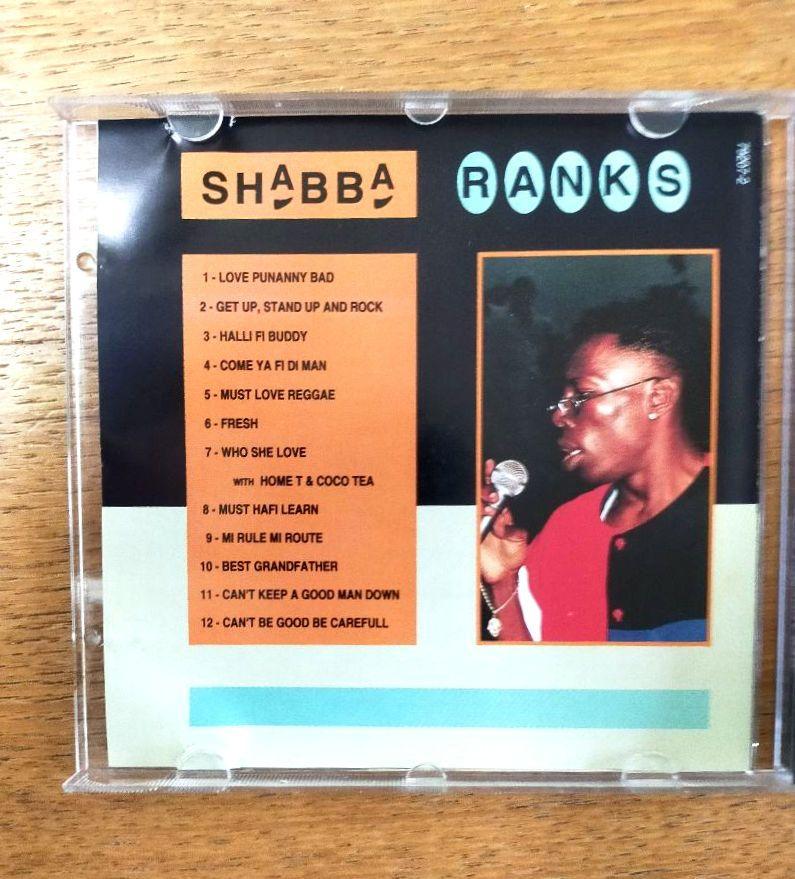 SHABBA RANKS
79207-2
1 - LOVE PUNANNY BAD
2 - GET UP, STAND UP AND ROCK
3 - HALLI FI BUDDY
4 - COME YA FI DI MAN
5 - MUST LOVE REGGAE
6 - FRESH
7 - WHO SHE LOVE
WITH HOME T & COCO TEA
8 - MUST HAFI LEARN
9 - MI RULE MI ROUTE
10 - BEST GRANDFATHER
11 - CAN'T KEEP A GOOD MAN DOWN
12 - CAN'T BE GOOD BE CAREFULL